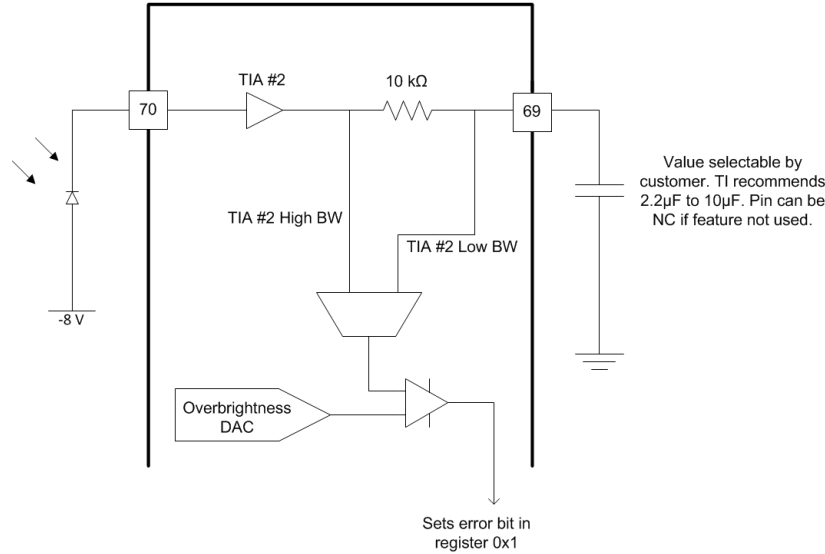 TIA #2
10 kΩ
70
69
Value selectable by
customer. TI recommends
2.2µF to 10µF. Pin can be
NC if feature not used.
TIA #2 High BW
TIA #2 Low BW
-8 V
Overbrightness
DAC
Sets error bit in
register 0x1